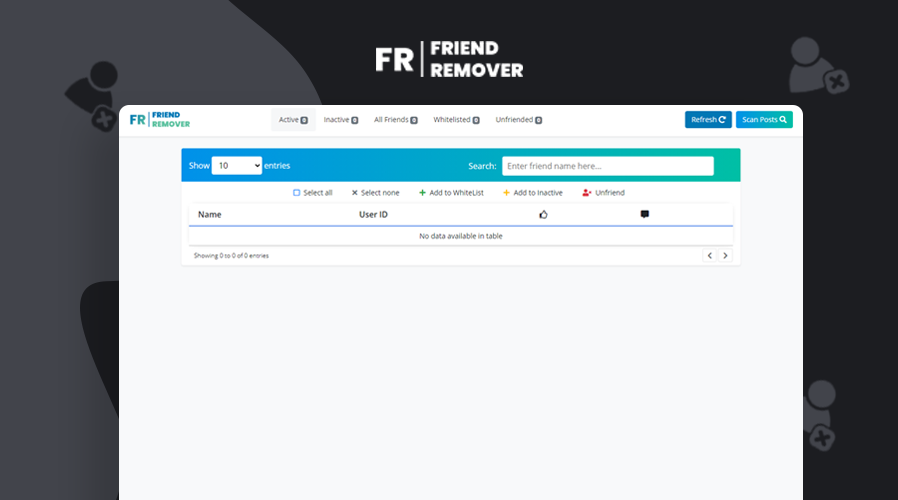 FR FRIEND
REMOVER
FR FRIEND
REMOVER
Active 0 Inactive 0 All Friends 0 Whitelisted 0 Unfriended 0 Refresh Scan Posts
Show 10 entries Search: Enter friend name here...
Select all Select none Add to WhiteList Add to Inactive Unfriend
Name User ID
No data available in table
Showing 0 to 0 of 0 entries